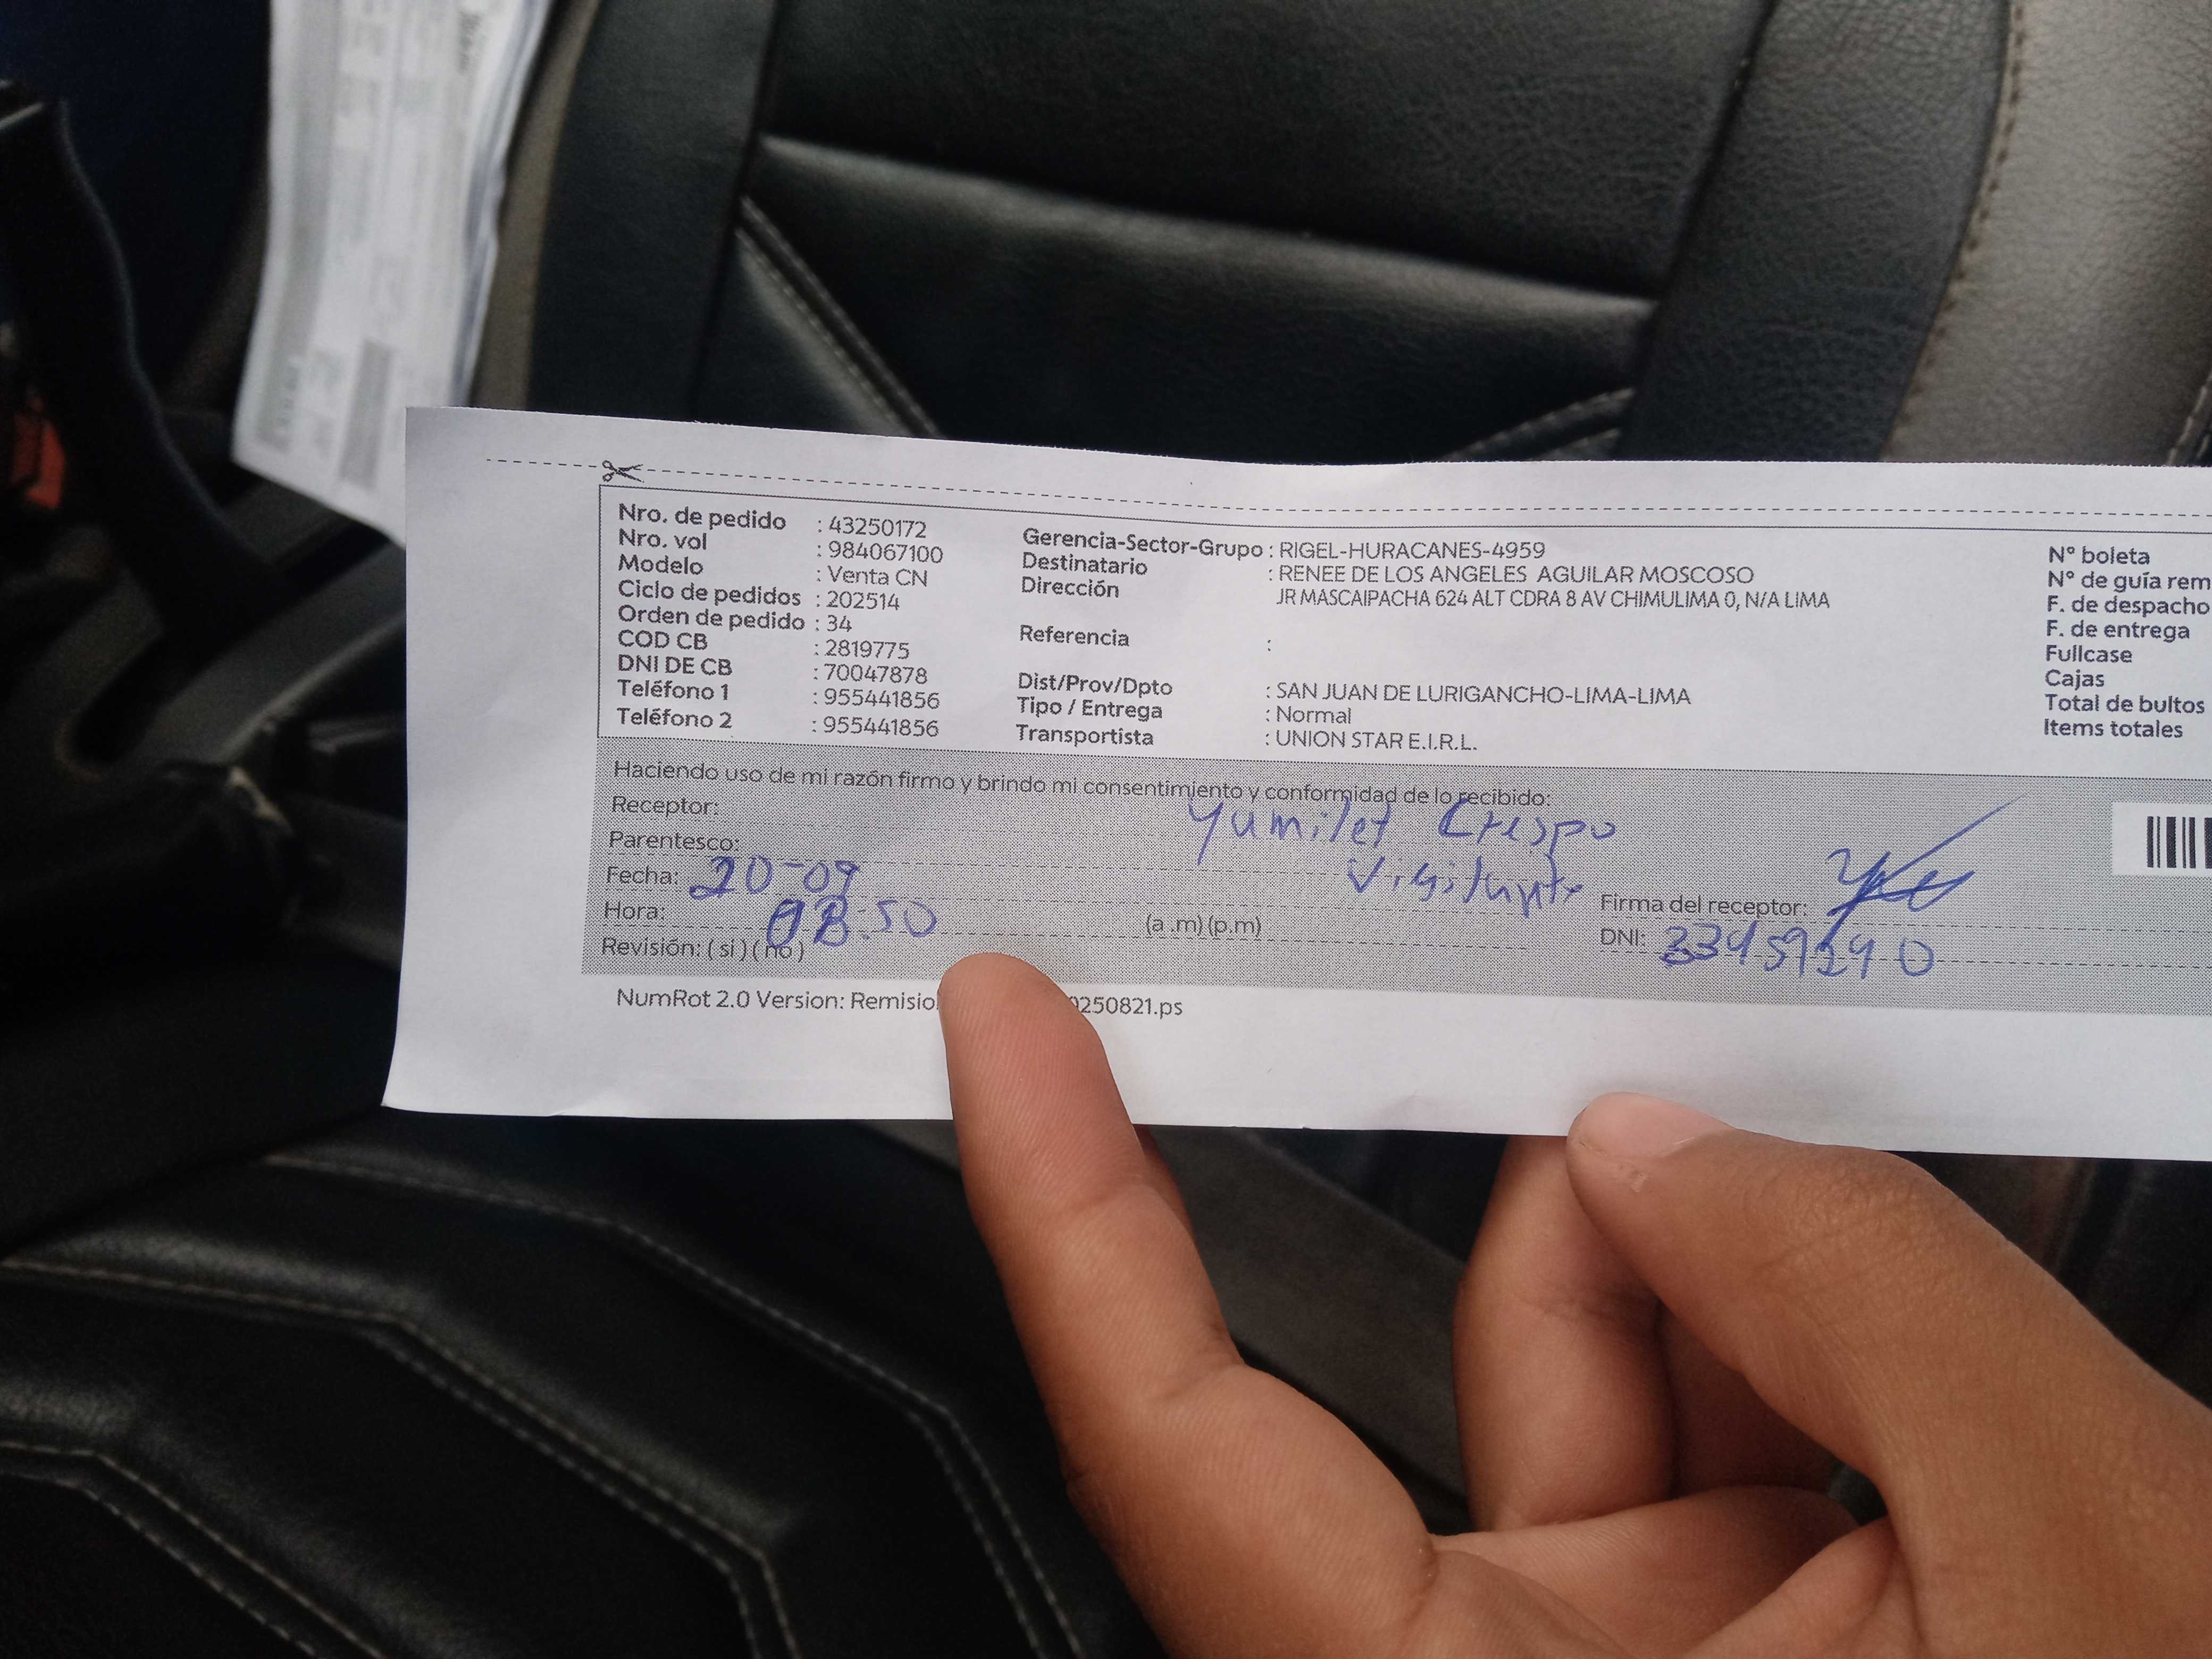 Nro. de pedido : 43250172
Nro. vol : 984067100
Modelo : Venta CN
Ciclo de pedidos : 202514
Orden de pedido : 34
COD CB : 2819775
DNI DE CB : 70047878
Teléfono 1 : 955441856
Teléfono 2 : 955441856
Gerencia-Sector-Grupo : RIGEL-HURACANES-4959
Destinatario : RENEE DE LOS ANGELES AGUILAR MOSCOSO
Dirección JR MASCAIPACHA 624 ALT CDRA 8 AV CHIMULIMA 0, N/A LIMA
Referencia :
Dist/Prov/Dpto : SAN JUAN DE LURIGANCHO-LIMA-LIMA
Tipo / Entrega : Normal
Transportista : UNION STAR E.I.R.L.
N° boleta
N° de guía rem
F. de despacho
F. de entrega
Fullcase
Cajas
Total de bultos
Items totales
Haciendo uso de mi razón firmo y brindo mi consentimiento y conformidad de lo recibido:
Receptor: Yumilet Crespo
Parentesco: Vigilante
Fecha: 20-09
Hora: 08:50 (a .m) (p.m)
Revisión: ( si ) ( no )
Firma del receptor:
DNI:
NumRot 2.0 Version: Remisio 0250821.ps